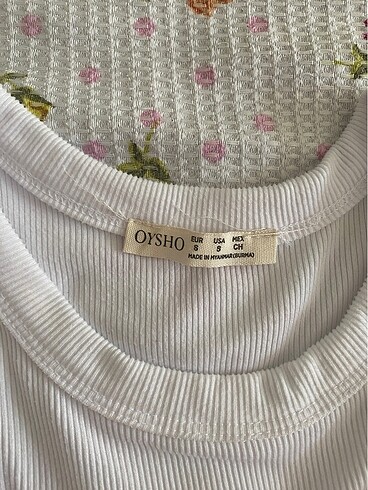 OYSHO EUR USA MEX
S S CH
MADE IN MYANMAR(BURMA)